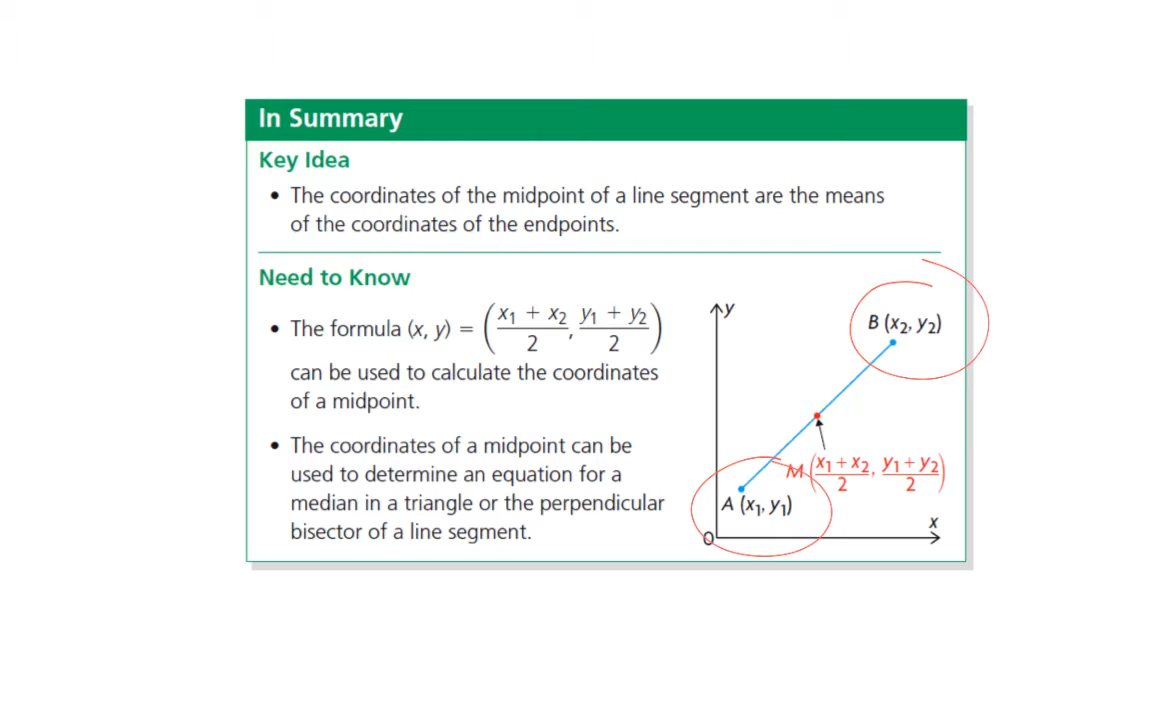 In Summary
Key Idea
• The coordinates of the midpoint of a line segment are the means
of the coordinates of the endpoints.
Need to Know
• The formula (x, y) = ((x₁ + x₂)/2, (y₁ + y₂)/2)
can be used to calculate the coordinates
of a midpoint.
• The coordinates of a midpoint can be
used to determine an equation for a
median in a triangle or the perpendicular
bisector of a line segment.
y
B (x₂, y₂)
M ((x₁ + x₂)/2, (y₁ + y₂)/2)
A (x₁, y₁)
x
0